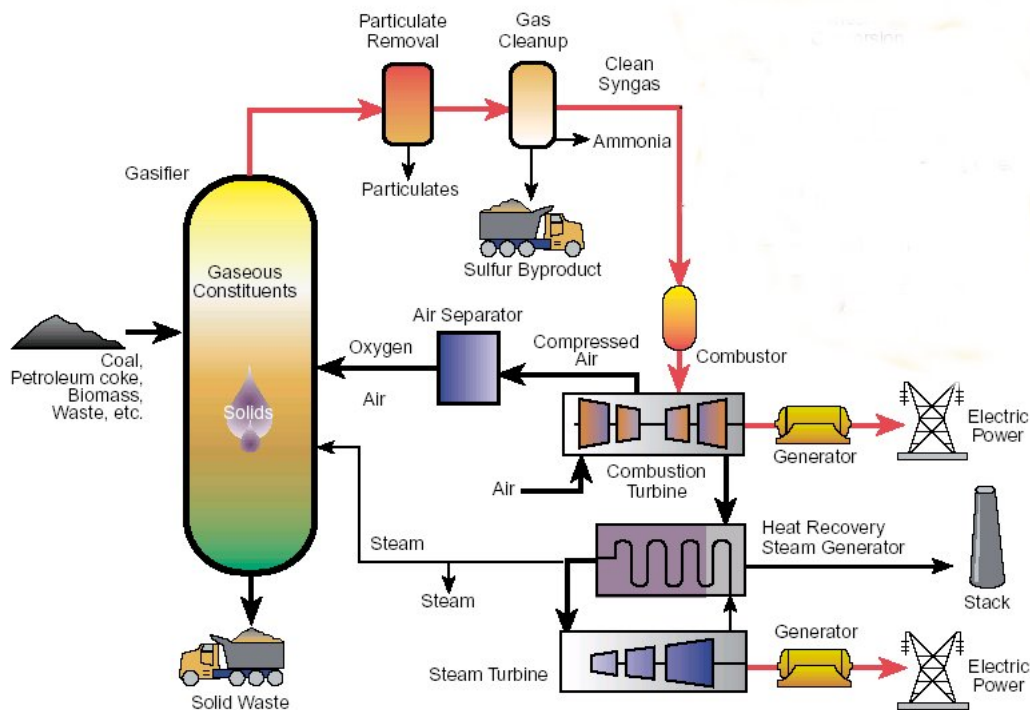 Particulate
Removal
Gas
Cleanup
Clean
Syngas
Ammonia
Gasifier
Particulates
Sulfur Byproduct
Gaseous
Constituents
Air Separator
Compressed
Air
Combustor
Oxygen
Air
Coal,
Petroleum coke,
Biomass,
Waste, etc.
Solids
Electric
Power
Generator
Combustion
Turbine
Air
Heat Recovery
Steam Generator
Steam
Steam
Stack
Generator
Steam Turbine
Electric
Power
Solid Waste